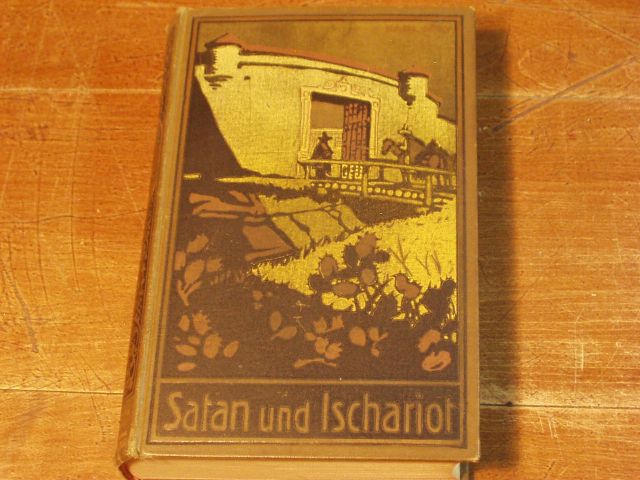 Satan und Ischariot